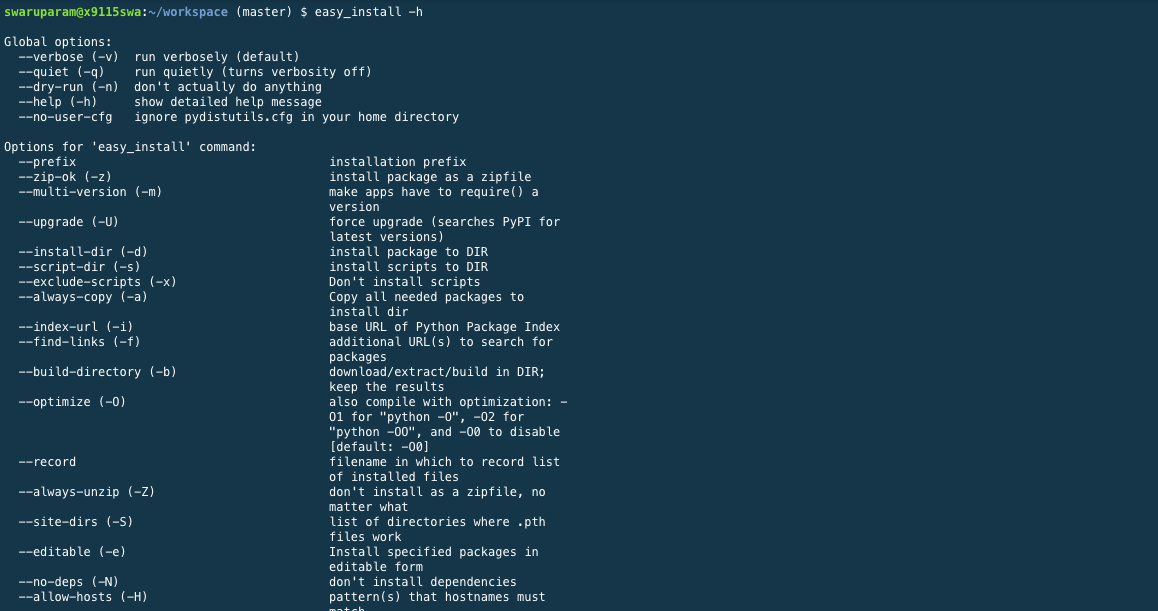 swaruparam@x9115swa:~/workspace (master) $ easy_install -h
Global options:
--verbose (-v) run verbosely (default)
--quiet (-q) run quietly (turns verbosity off)
--dry-run (-n) don't actually do anything
--help (-h) show detailed help message
--no-user-cfg ignore pydistutils.cfg in your home directory
Options for 'easy_install' command:
--prefix installation prefix
--zip-ok (-z) install package as a zipfile
--multi-version (-m) make apps have to require() a
version
--upgrade (-U) force upgrade (searches PyPI for
latest versions)
--install-dir (-d) install package to DIR
--script-dir (-s) install scripts to DIR
--exclude-scripts (-x) Don't install scripts
--always-copy (-a) Copy all needed packages to
install dir
--index-url (-i) base URL of Python Package Index
--find-links (-f) additional URL(s) to search for
packages
--build-directory (-b) download/extract/build in DIR;
keep the results
--optimize (-O) also compile with optimization: -
O1 for "python -O", -O2 for
"python -OO", and -O0 to disable
[default: -O0]
--record filename in which to record list
of installed files
--always-unzip (-Z) don't install as a zipfile, no
matter what
--site-dirs (-S) list of directories where .pth
files work
--editable (-e) Install specified packages in
editable form
--no-deps (-N) don't install dependencies
--allow-hosts (-H) pattern(s) that hostnames must
match